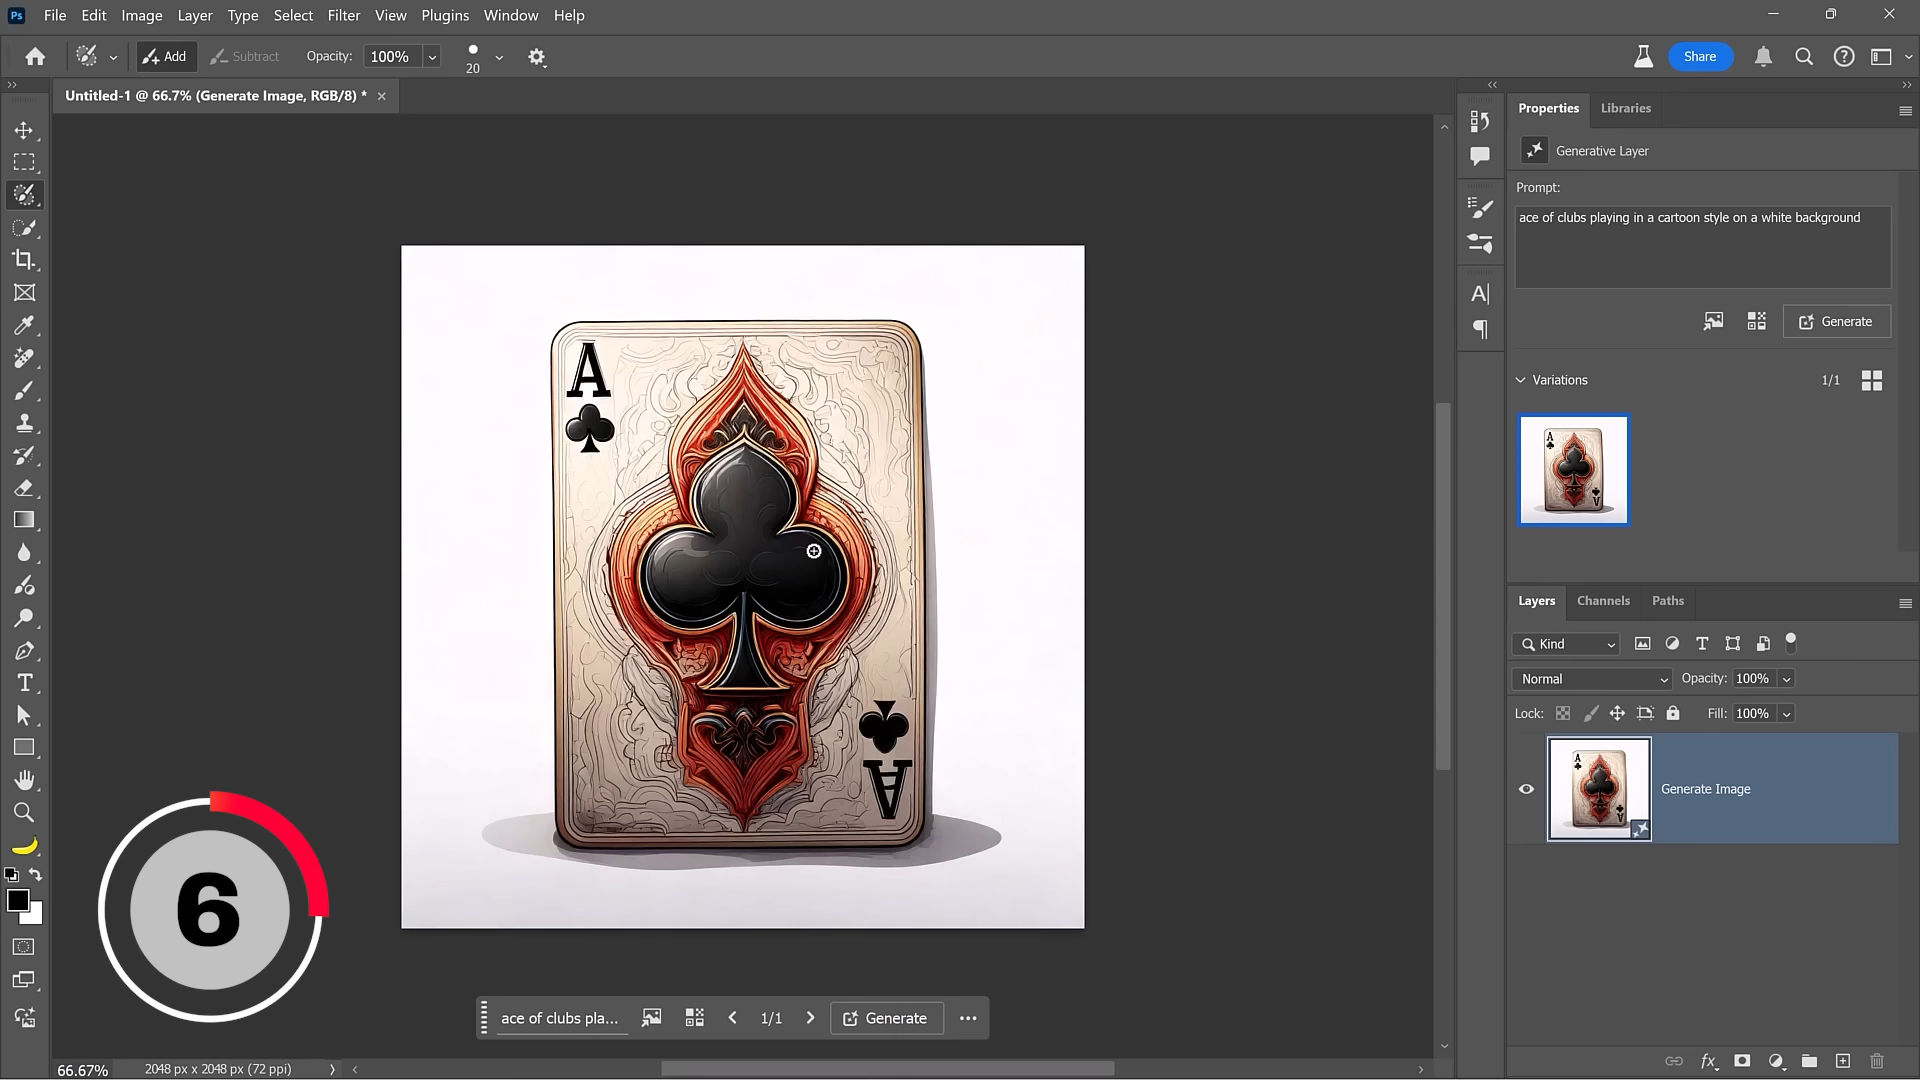 Ps File Edit Image Layer Type Select Filter View Plugins Window Help
Add Subtract Opacity: 100% 20 Share
Untitled-1 @ 66.7% (Generate Image, RGB/8) *
Properties Libraries
Generative Layer
Prompt:
ace of clubs playing in a cartoon style on a white background
Generate
Variations 1/1
A
A
A
A
Layers Channels Paths
Kind
Normal Opacity: 100%
Lock: Fill: 100%
A
A
Generate Image
6
ace of clubs pla... 1/1 Generate
66.67% 2048 px x 2048 px (72 ppi)